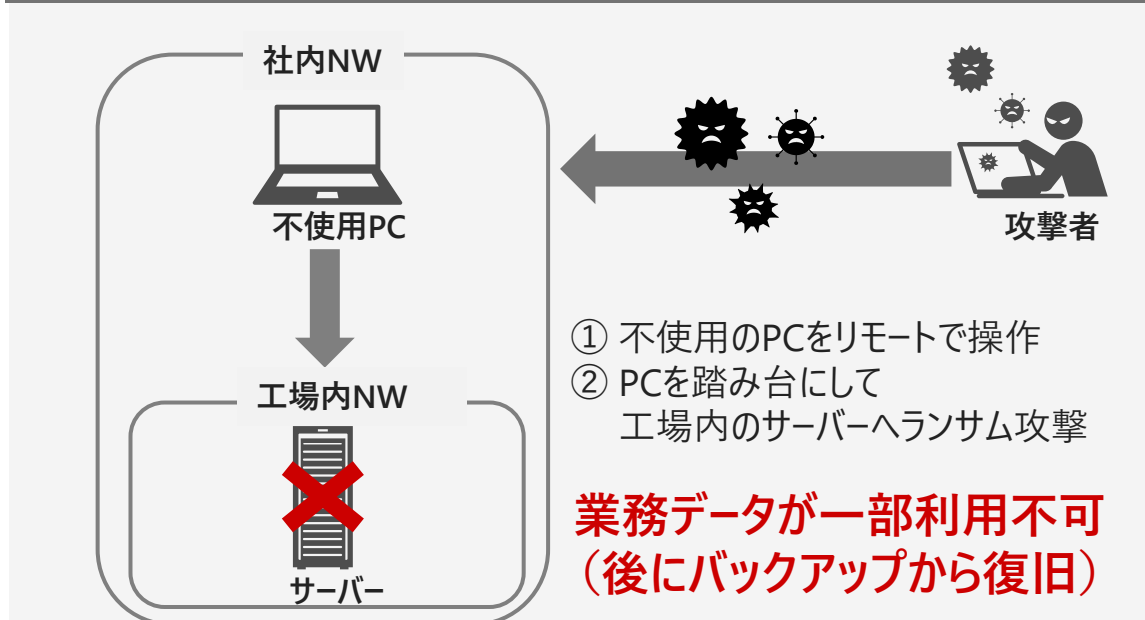 社内NW
不使用PC
攻撃者
① 不使用のPCをリモートで操作
② PCを踏み台にして
工場内のサーバーへランサム攻撃
工場内NW
サーバー
業務データが一部利用不可
（後にバックアップから復旧）